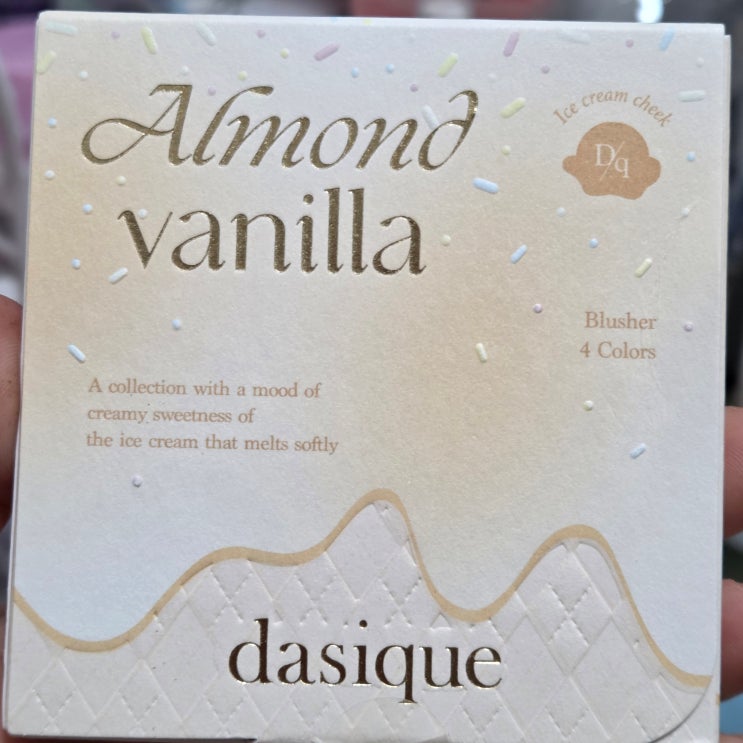 Almond
vanilla
Ice cream cheek
D/q
Blusher
4 Colors
A collection with a mood of
creamy sweetness of
the ice cream that melts softly
dasique